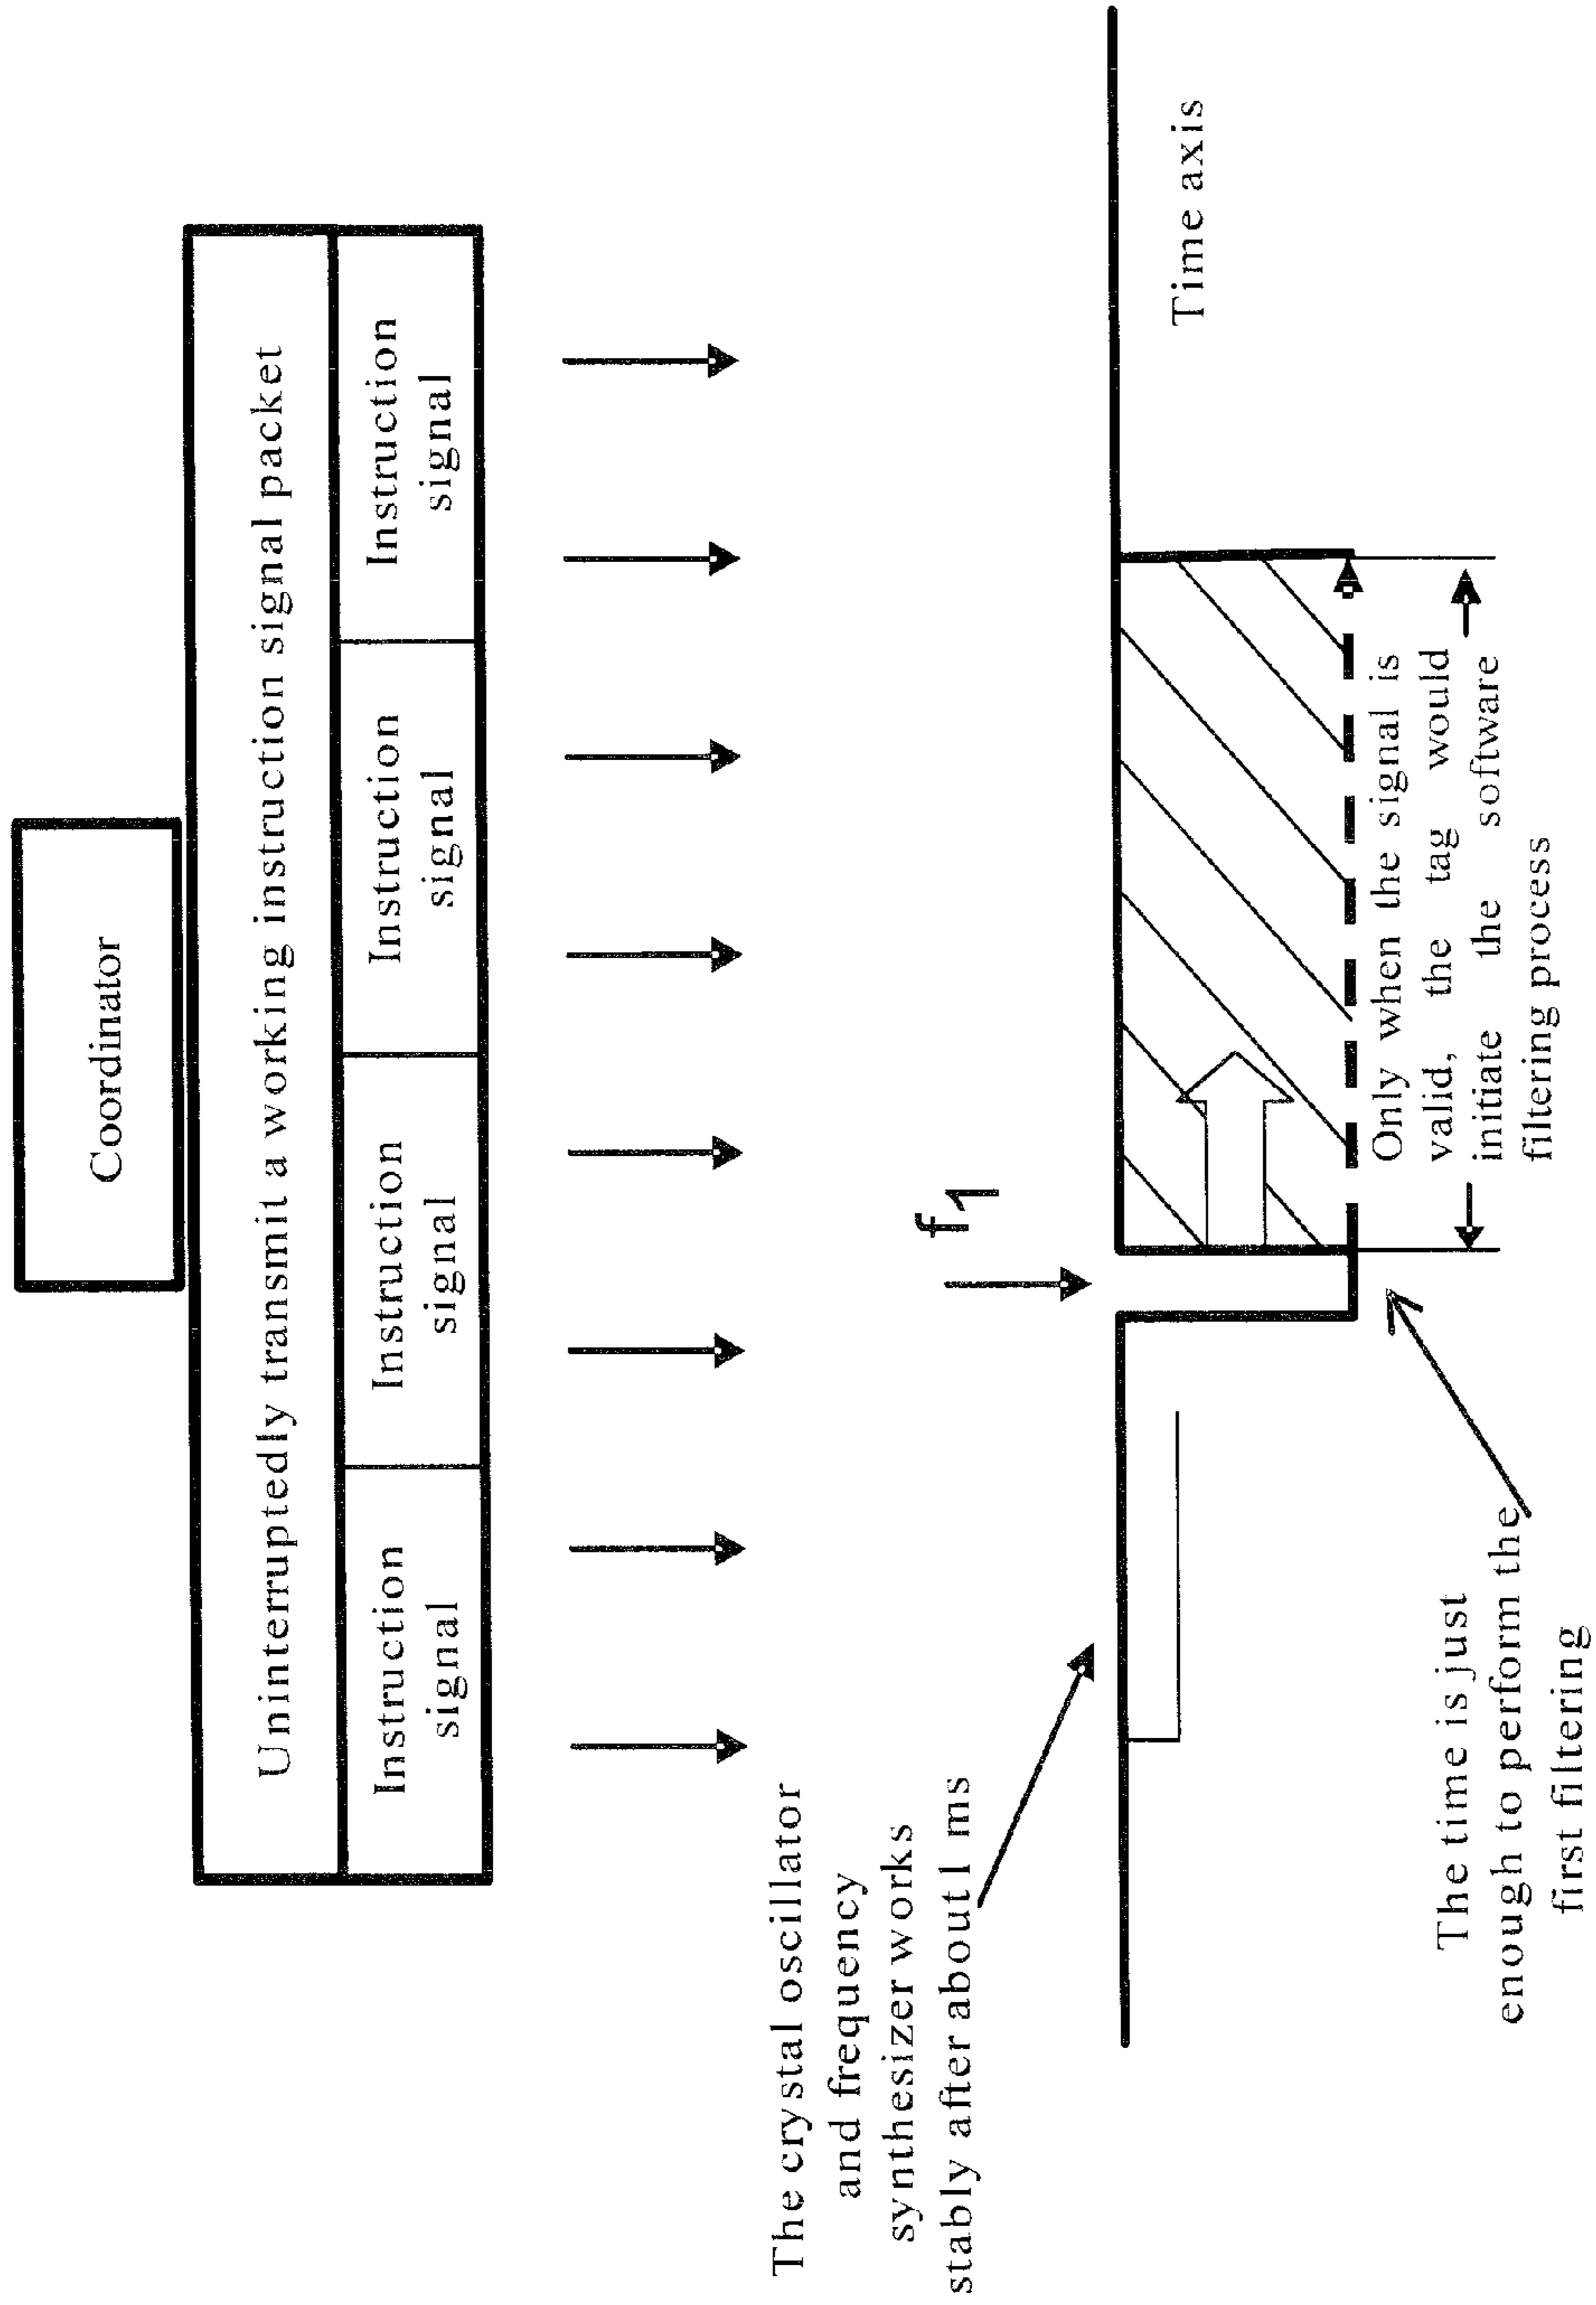 Coordinator
Uninterruptedly transmit a working instruction signal packet
Instruction
signal
Instruction
signal
Instruction
signal
Instruction
signal
The crystal oscillator
and frequency
synthesizer works
stably after about 1 ms
f1
Time axis
The time is just
enough to perform the
first filtering
Only when the signal is
valid, the tag would
initiate the software
filtering process